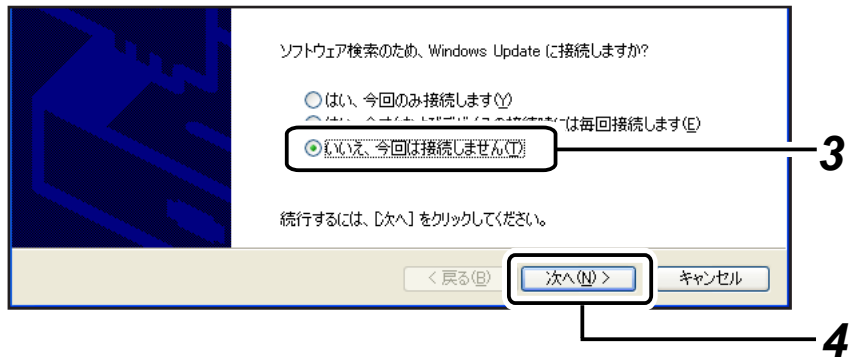 ソフトウェア検索のため、Windows Update に接続しますか?
はい、今回のみ接続します(Y)
には毎回接続します(E)
いいえ、今回は接続しません(T)
3
続行するには、[次へ] をクリックしてください。
< 戻る(B)
次へ(N) >
キャンセル
4